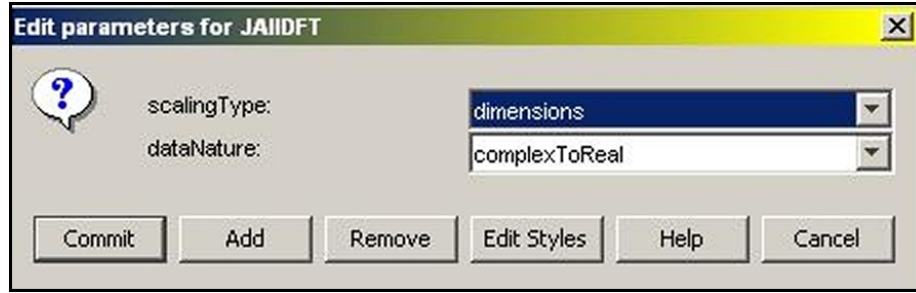 Edit parameters for JAIIDFT
scalingType:
dimensions
dataNature:
complexToReal
Commit
Add
Remove
Edit Styles
Help
Cancel